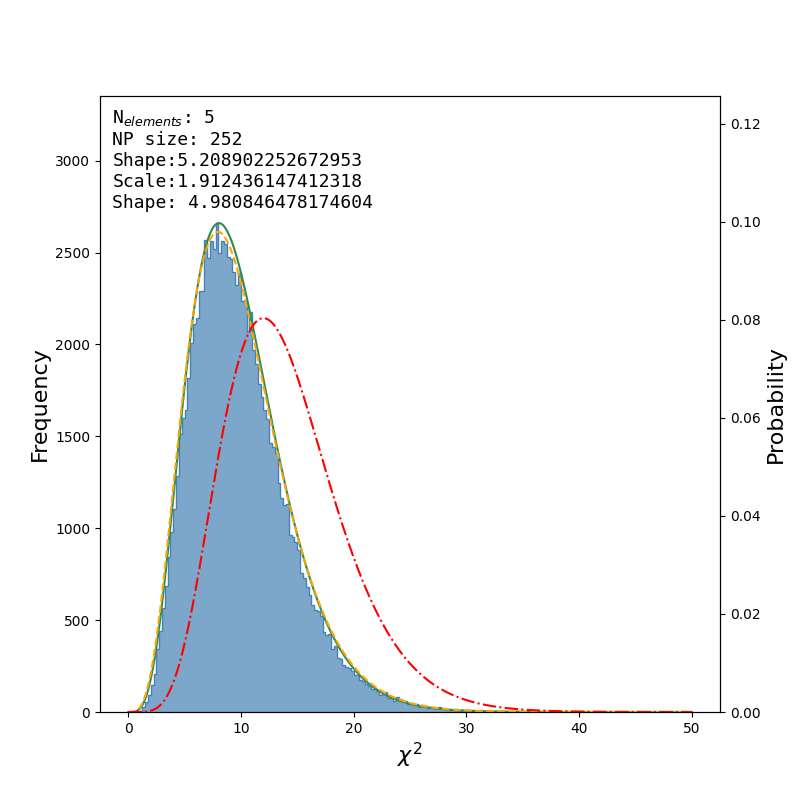 N_elements: 5
NP size: 252
Shape:5.208902252672953
Scale:1.912436147412318
Shape: 4.980846478174604
3000
2500
2000
1500
1000
500
0
Frequency
0.12
0.10
0.08
0.06
0.04
0.02
0.00
Probability
0 10 20 30 40 50
χ²